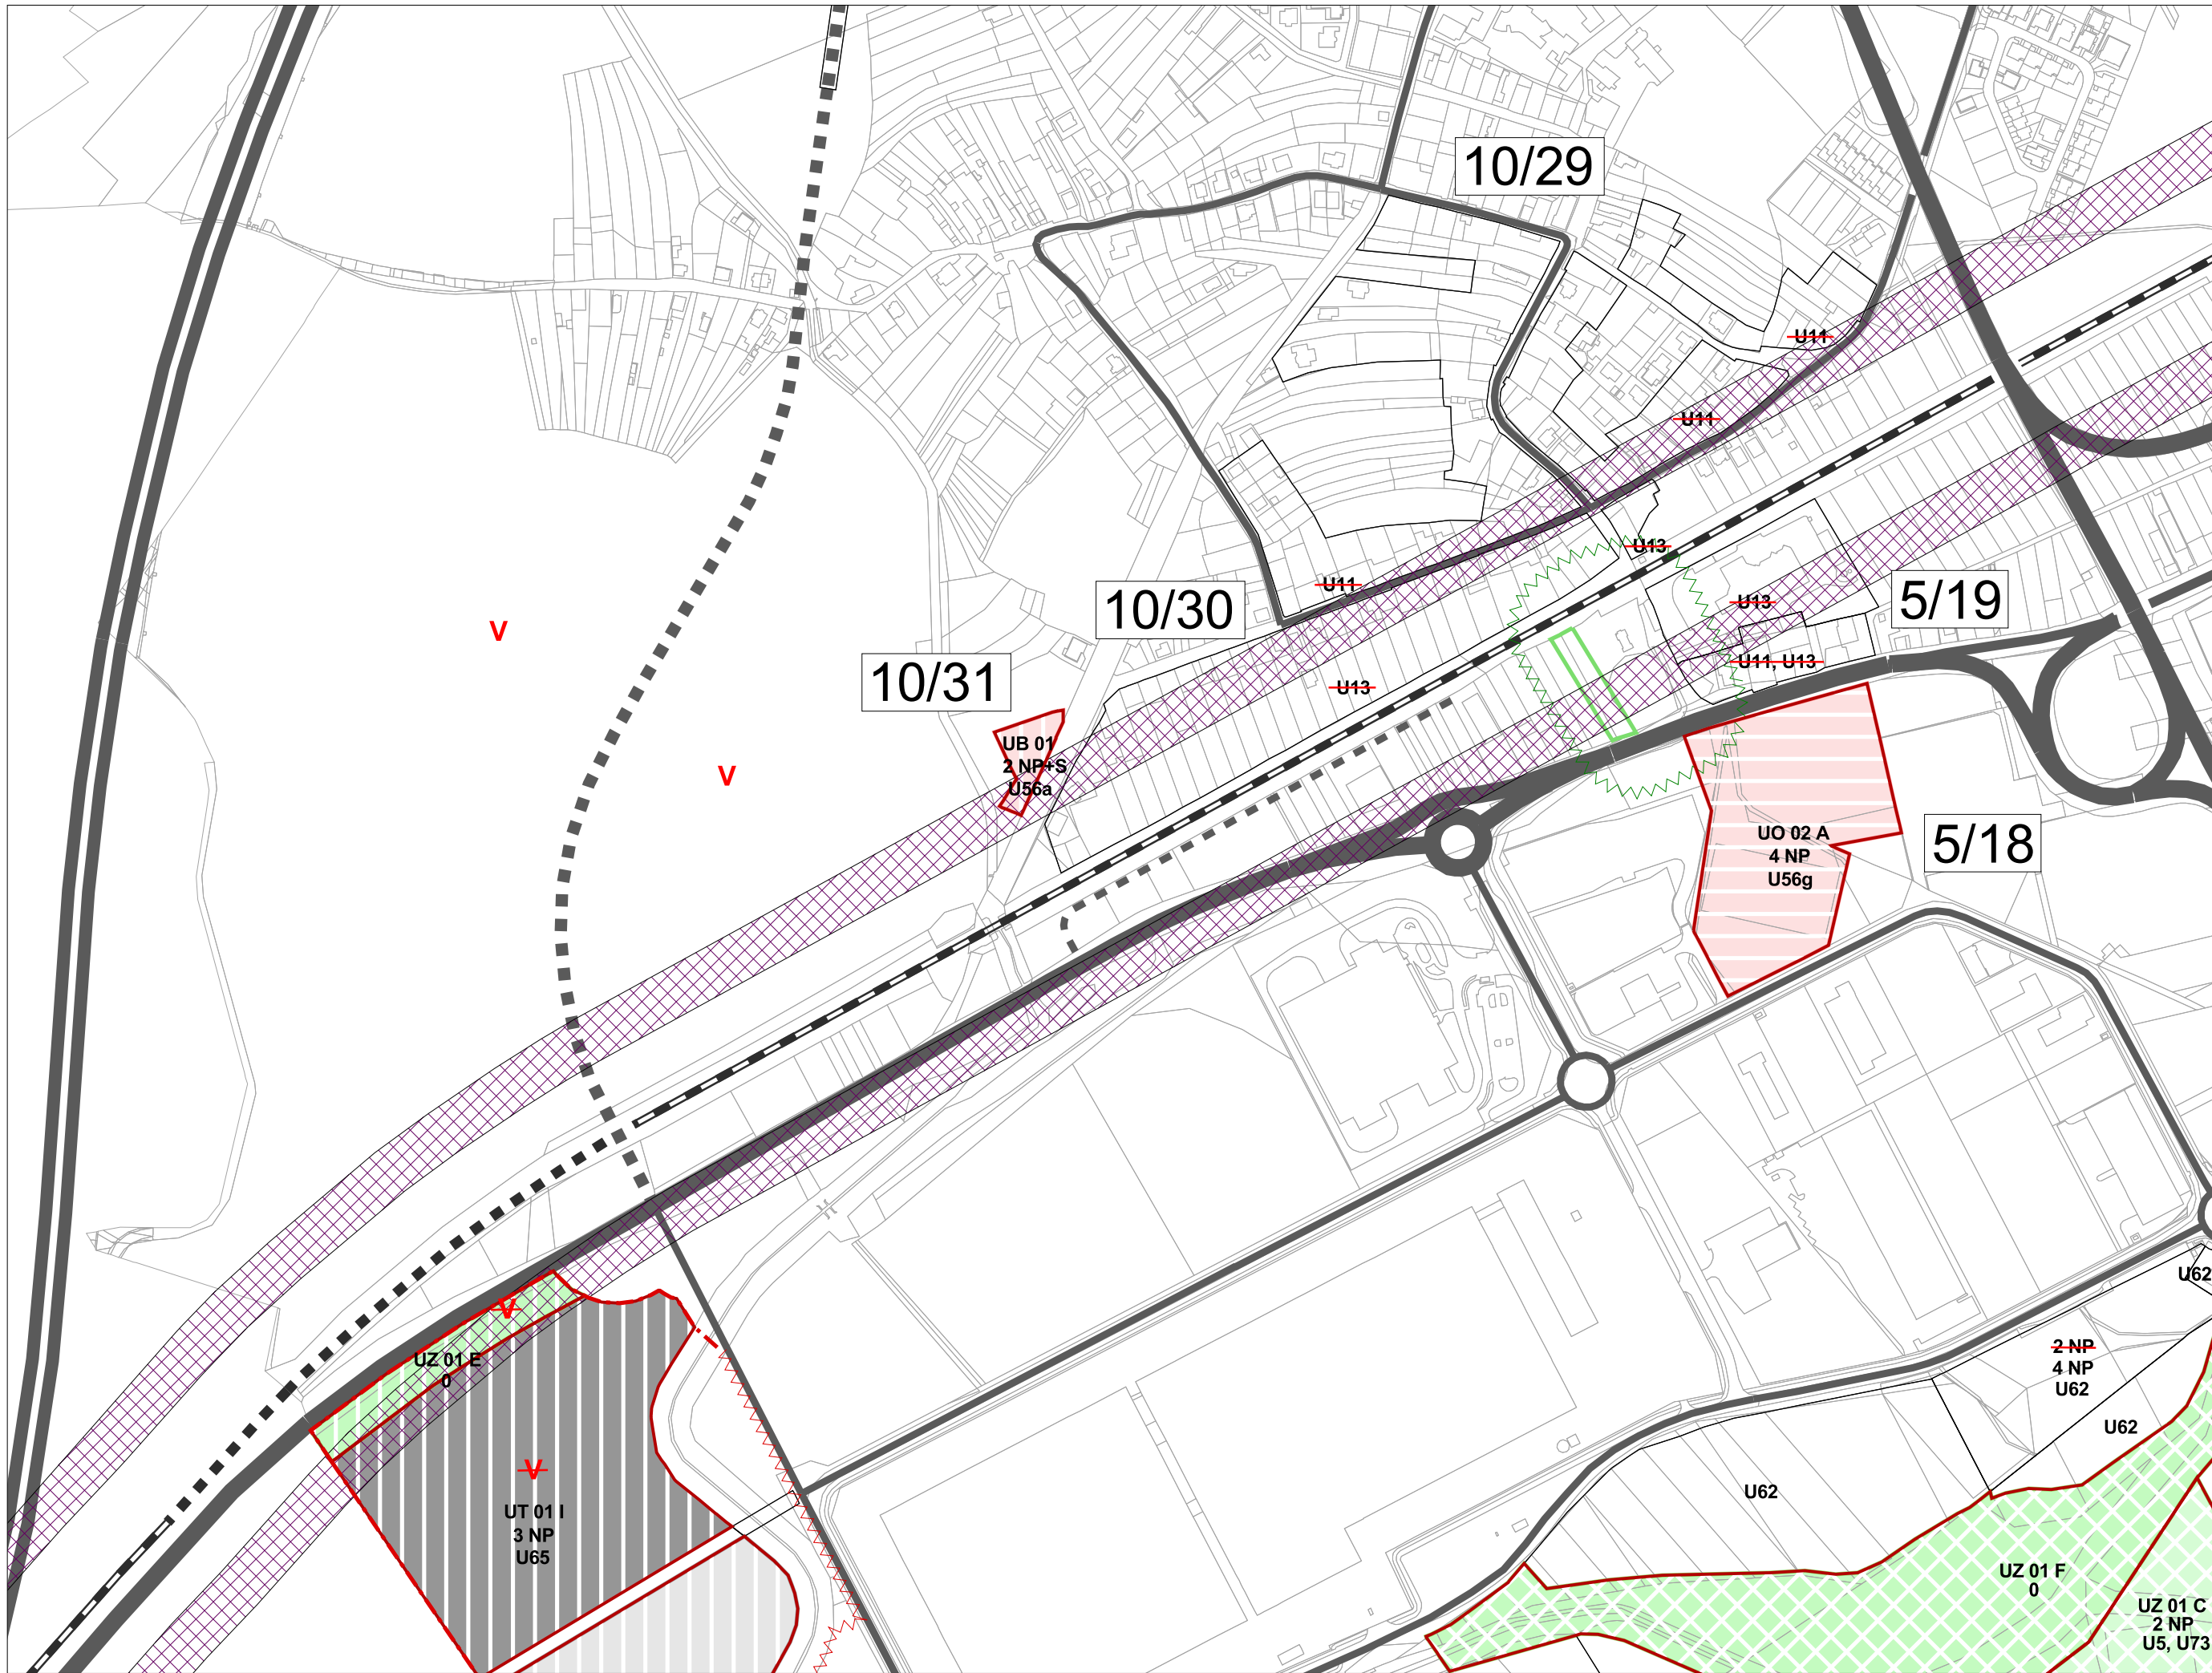 10/29
U11
U11
U13
U11
10/30
U13
5/19
V
10/31
U11, U13
U13
UB 01
2 NP+S
U56a
V
UO 02 A
4 NP
U56g
5/18
U62
V
2 NP
4 NP
U62
UZ 01 E
0
U62
V
U62
UT 01 I
3 NP
U65
UZ 01 F
0
UZ 01 C
2 NP
U5, U73